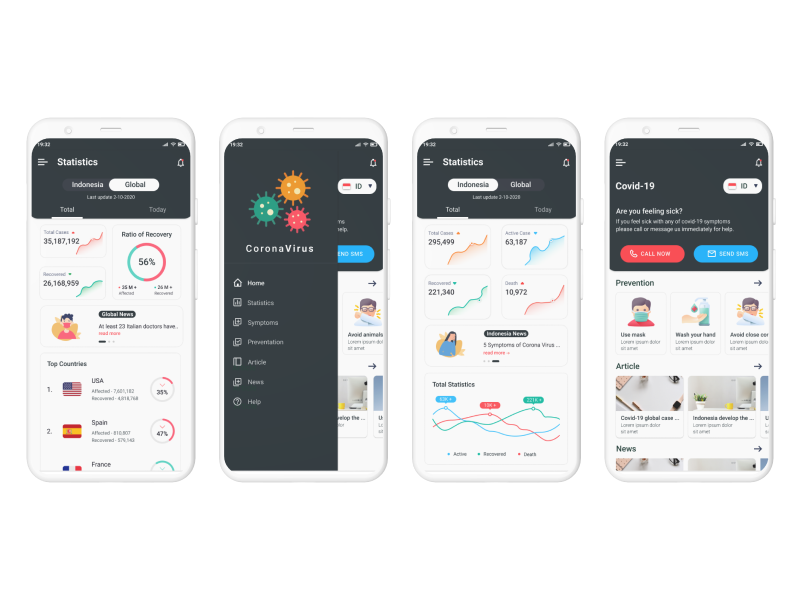 19:32
Statistics
Indonesia
Global
Last update 2-10-2020
Total
Today
Total Cases
35,187,192
Recovered
26,168,959
Ratio of Recovery
56%
35 M +
Affected
26 M +
Recovered
Global News
At least 23 Italian doctors have..
read more
Top Countries
1.
USA
Affected - 7,601,182
Recovered - 4,818,768
35%
2.
Spain
Affected - 810,807
Recovered - 579,143
47%
France
19:32
ID
CoronaVirus
Home
Statistics
Symptoms
Preventation
Article
News
Help
END SMS
Avoid animals
19:32
Statistics
Indonesia
Global
Last update 2-10-2020
Total
Today
Total Cases
295,499
Active Case
63,187
Recovered
221,340
Death
10,972
Indonesia News
5 Symptoms of Corona Virus ...
read more +
Total Statistics
221K +
Active
Recovered
Death
19:32
Covid-19
ID
Are you feeling sick?
If you feel sick with any of covid-19 symptoms
please call or message us immediately for help.
CALL NOW
SEND SMS
Prevention
Use mask
Lorem ipsum dolor
sit amet
Wash your hand
Lorem ipsum dolor
sit amet
Avoid close con
Lorem ipsum dolor
sit amet
Article
Covid-19 global case ...
Lorem ipsum dolor
sit amet
Indonesia develop the ...
Lorem ipsum dolor
sit amet
News